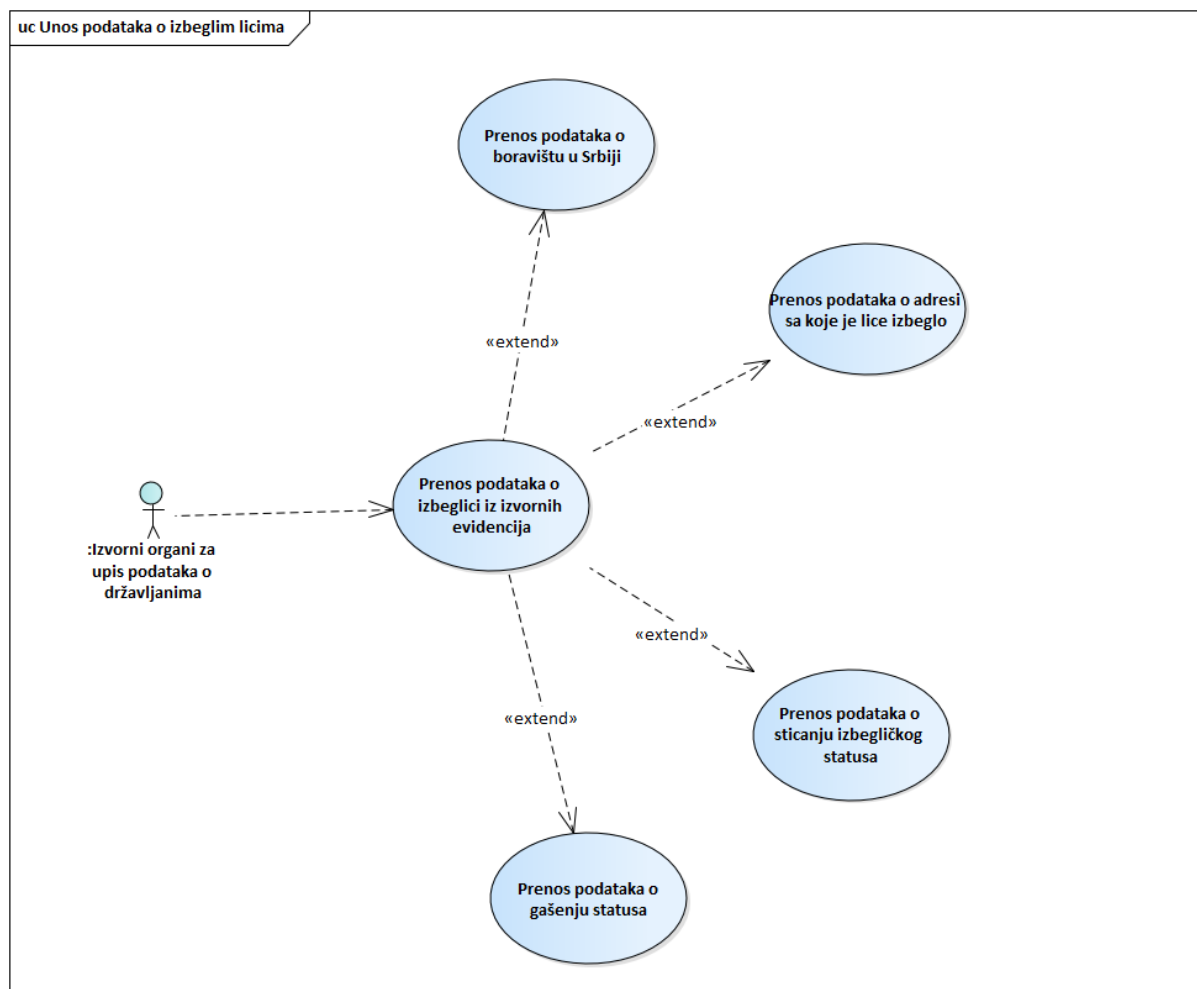 uc Unos podataka o izbeglim licima
Prenos podataka o
boravištu u Srbiji
Prenos podataka o adresi
sa koje je lice izbeglo
«extend»
«extend»
Prenos podataka o
izbeglici iz izvornih
evidencija
:Izvorni organi za
upis podataka o
državljanima
«extend»
«extend»
Prenos podataka o
sticanju izbegličkog
statusa
Prenos podataka o
gašenju statusa